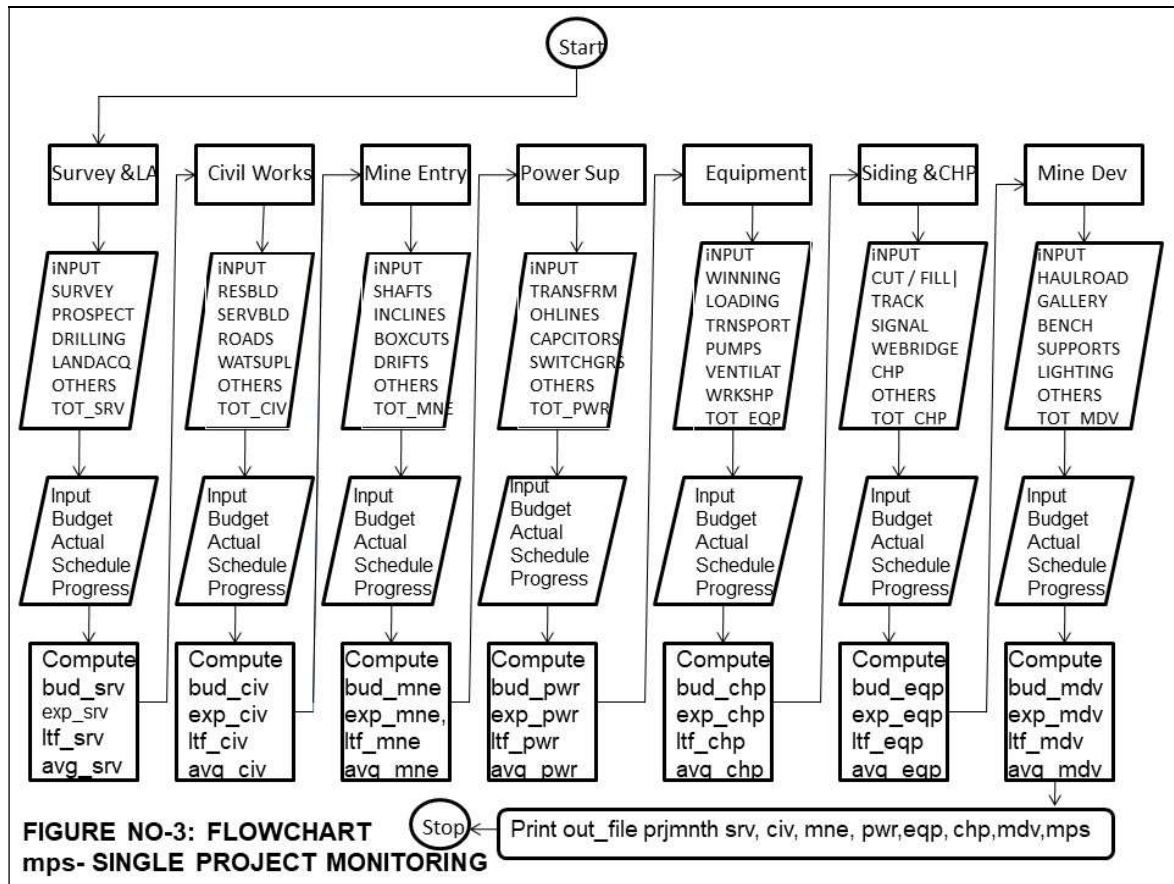 Start
Survey &LA
Civil Works
Mine Entry
Power Sup
Equipment
Siding &CHP
Mine Dev
iNPUT
SURVEY
PROSPECT
DRILLING
LANDACQ
OTHERS
TOT_SRV
iNPUT
RESBLD
SERVBLD
ROADS
WATSUPL
OTHERS
TOT_CIV
iNPUT
SHAFTS
INCLINES
BOXCUTS
DRIFTS
OTHERS
TOT_MNE
iNPUT
TRANSFRM
OHLINES
CAPCITORS
SWITCHGRS
OTHERS
TOT_PWR
iNPUT
WINNING
LOADING
TRNSPORT
PUMPS
VENTILAT
WRKSHP
TOT_EQP
iNPUT
CUT / FILL|
TRACK
SIGNAL
WEBRIDGE
CHP
OTHERS
TOT_CHP
iNPUT
HAULROAD
GALLERY
BENCH
SUPPORTS
LIGHTING
OTHERS
TOT_MDV
Input
Budget
Actual
Schedule
Progress
Input
Budget
Actual
Schedule
Progress
Input
Budget
Actual
Schedule
Progress
Input
Budget
Actual
Schedule
Progress
Input
Budget
Actual
Schedule
Progress
Input
Budget
Actual
Schedule
Progress
Input
Budget
Actual
Schedule
Progress
Compute
bud_srv
exp_srv
ltf_srv
avg_srv
Compute
bud_civ
exp_civ
ltf_civ
avg_civ
Compute
bud_mne
exp_mne,
ltf_mne
avg_mne
Compute
bud_pwr
exp_pwr
ltf_pwr
avg_pwr
Compute
bud_chp
exp_chp
ltf_chp
avg_chp
Compute
bud_eqp
exp_eqp
ltf_eqp
avg_eqp
Compute
bud_mdv
exp_mdv
ltf_mdv
avg_mdv
Print out_file prjmnth srv, civ, mne, pwr,eqp, chp,mdv,mps
Stop
FIGURE NO-3: FLOWCHART
mps- SINGLE PROJECT MONITORING